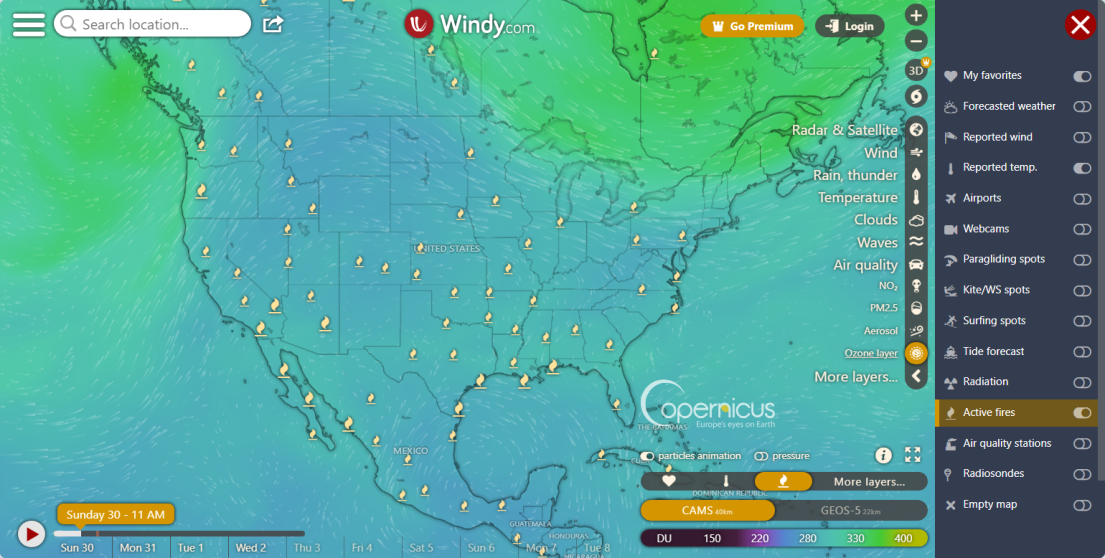 Search location...
Windy.com
Go Premium
Login
3D
Radar & Satellite
Wind
Rain, thunder
Temperature
Clouds
Waves
Air quality
NO₂
PM2.5
Aerosol
Ozone layer
More layers...
My favorites
Forecasted weather
Reported wind
Reported temp.
Airports
Webcams
Paragliding spots
Kite/WS spots
Surfing spots
Tide forecast
Radiation
Active fires
Air quality stations
Radiosondes
Empty map
UNITED STATES
MEXICO
THE BAHAMAS
DOMINICAN REPUBLIC
GUATEMALA
HONDURAS
NICARAGUA
opernicus
Europe's eyes on Earth
particles animation
pressure
i
More layers...
CAMS 40km
GEOS-5 22km
DU 150 220 280 330 400
Sunday 30 - 11 AM
Sun 30 Mon 31 Tue 1 Wed 2 Thu 3 Fri 4 Sat 5 Sun 6 Mon 7 Tue 8